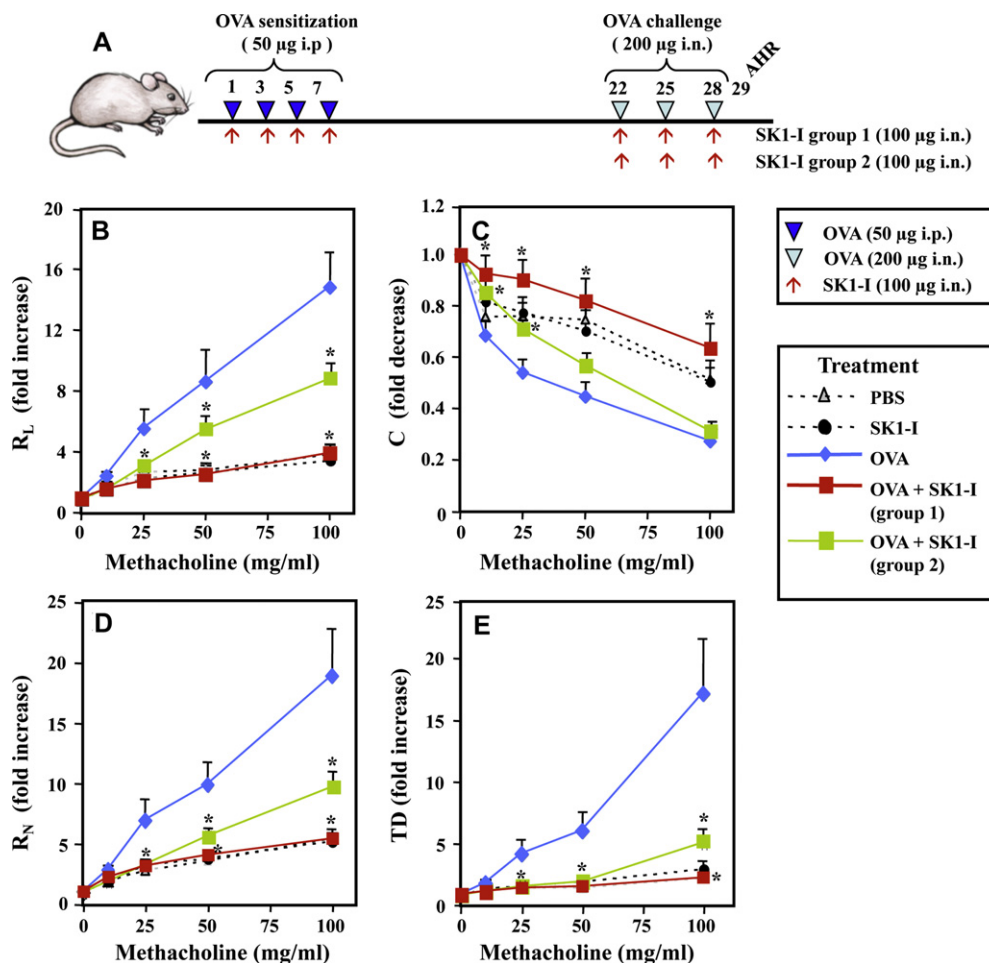 A
OVA sensitization
( 50 µg i.p )
OVA challenge
( 200 µg i.n.)
1 3 5 7
22 25 28 29
AHR
SK1-I group 1 (100 µg i.n.)
SK1-I group 2 (100 µg i.n.)
B
R_L (fold increase)
20
16
12
8
4
0
0 25 50 75 100
Methacholine (mg/ml)
* * * * *
C
C (fold decrease)
1.2
1.0
0.8
0.6
0.4
0.2
0.0
0 25 50 75 100
Methacholine (mg/ml)
* * * * * *
OVA (50 µg i.p.)
OVA (200 µg i.n.)
SK1-I (100 µg i.n.)
Treatment
PBS
SK1-I
OVA
OVA + SK1-I
(group 1)
OVA + SK1-I
(group 2)
D
R_N (fold increase)
25
20
15
10
5
0
0 25 50 75 100
Methacholine (mg/ml)
* * * * *
E
TD (fold increase)
25
20
15
10
5
0
0 25 50 75 100
Methacholine (mg/ml)
* * * *